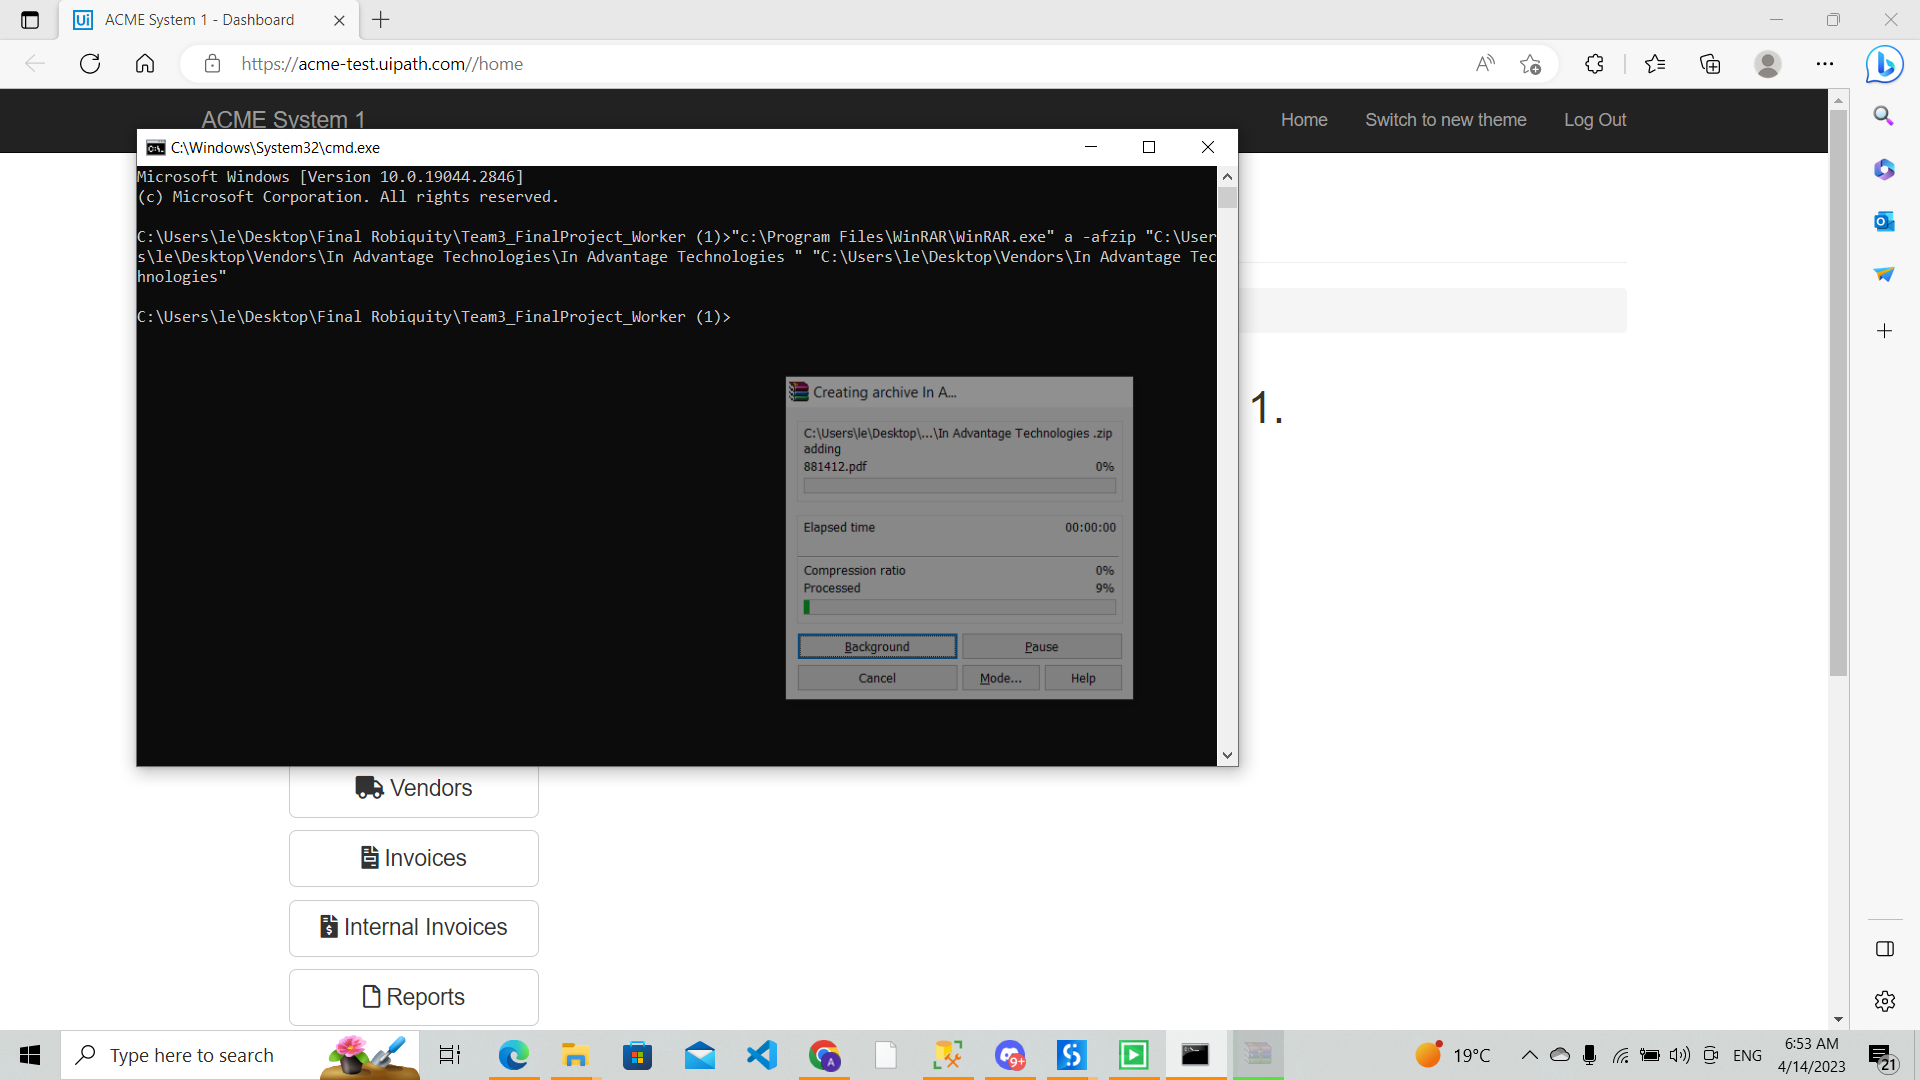 ACME System 1 - Dashboard
https://acme-test.uipath.com//home
ACME System 1
Home
Switch to new theme
Log Out
C:\Windows\System32\cmd.exe
Microsoft Windows [Version 10.0.19044.2846]
(c) Microsoft Corporation. All rights reserved.
C:\Users\le\Desktop\Final Robiquity\Team3_FinalProject_Worker (1)>"c:\Program Files\WinRAR\WinRAR.exe" a -afzip "C:\User
s\le\Desktop\Vendors\In Advantage Technologies\In Advantage Technologies " "C:\Users\le\Desktop\Vendors\In Advantage Tec
hnologies"
C:\Users\le\Desktop\Final Robiquity\Team3_FinalProject_Worker (1)>
1.
Creating archive In A...
C:\Users\le\Desktop\...\In Advantage Technologies .zip
adding
881412.pdf 0%
Elapsed time 00:00:00
Compression ratio 0%
Processed 9%
Background Pause
Cancel Mode... Help
Vendors
Invoices
Internal Invoices
Reports
Type here to search
19°C
ENG
6:53 AM
4/14/2023
21
9+